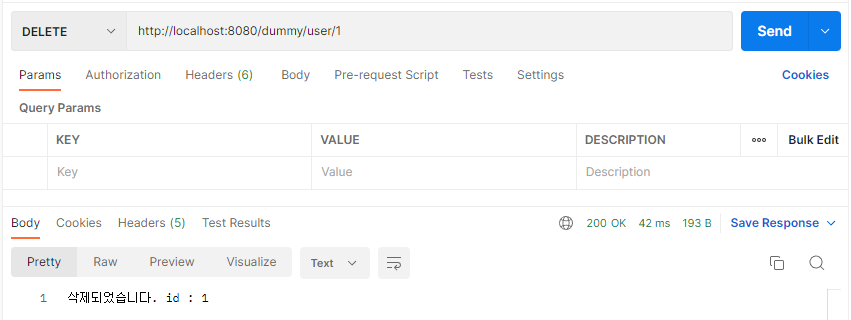 DELETE http://localhost:8080/dummy/user/1 Send
Params Authorization Headers (6) Body Pre-request Script Tests Settings Cookies
Query Params
KEY VALUE DESCRIPTION ooo Bulk Edit
Key Value Description
Body Cookies Headers (5) Test Results 200 OK 42 ms 193 B Save Response
Pretty Raw Preview Visualize Text
1 삭제되었습니다. id : 1